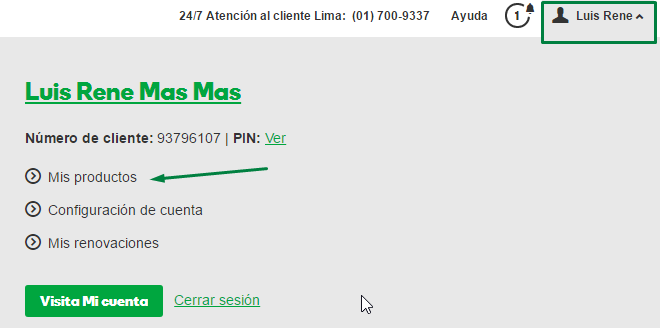 24/7 Atención al cliente Lima: (01) 700-9337 Ayuda 1 Luis Rene
Luis Rene Mas Mas
Número de cliente: 93796107 | PIN: Ver
Mis productos
Configuración de cuenta
Mis renovaciones
Visita Mi cuenta Cerrar sesión